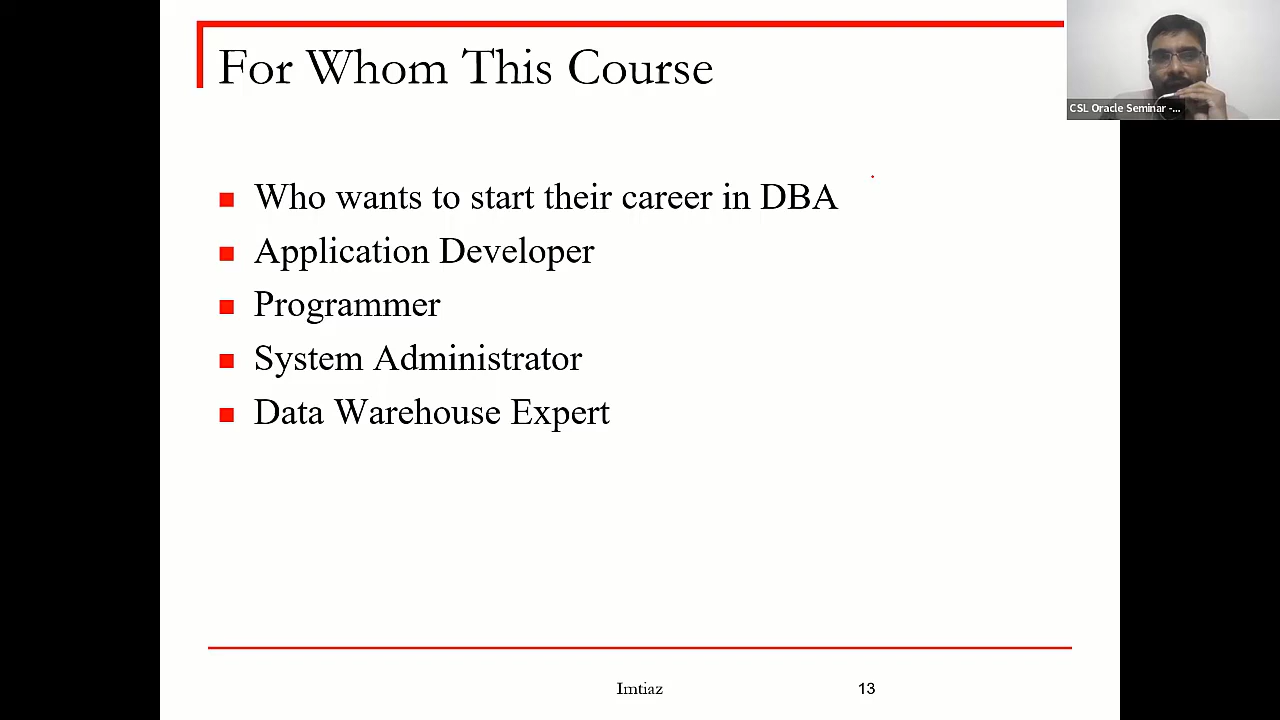 For Whom This Course
CSL Oracle Seminar -...
Who wants to start their career in DBA
Application Developer
Programmer
System Administrator
Data Warehouse Expert
Imtiaz
13